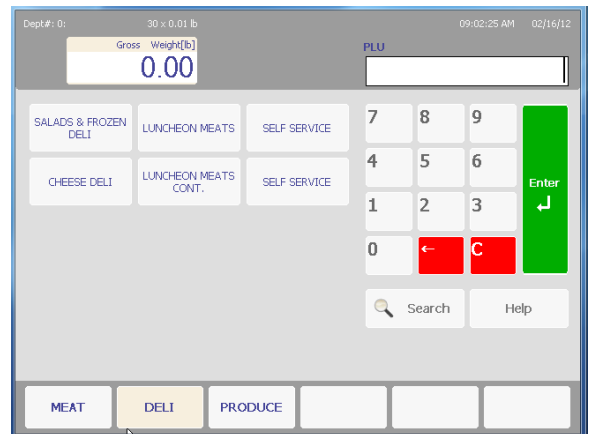 Dept#: 0: 30 x 0.01 lb 09:02:25 AM 02/16/12
Gross Weight[lb]
0.00
PLU
SALADS & FROZEN
DELI
LUNCHEON MEATS
SELF SERVICE
CHEESE DELI
LUNCHEON MEATS
CONT.
SELF SERVICE
7 8 9
4 5 6
1 2 3
0 ← C
Enter
↵
Search
Help
MEAT DELI PRODUCE